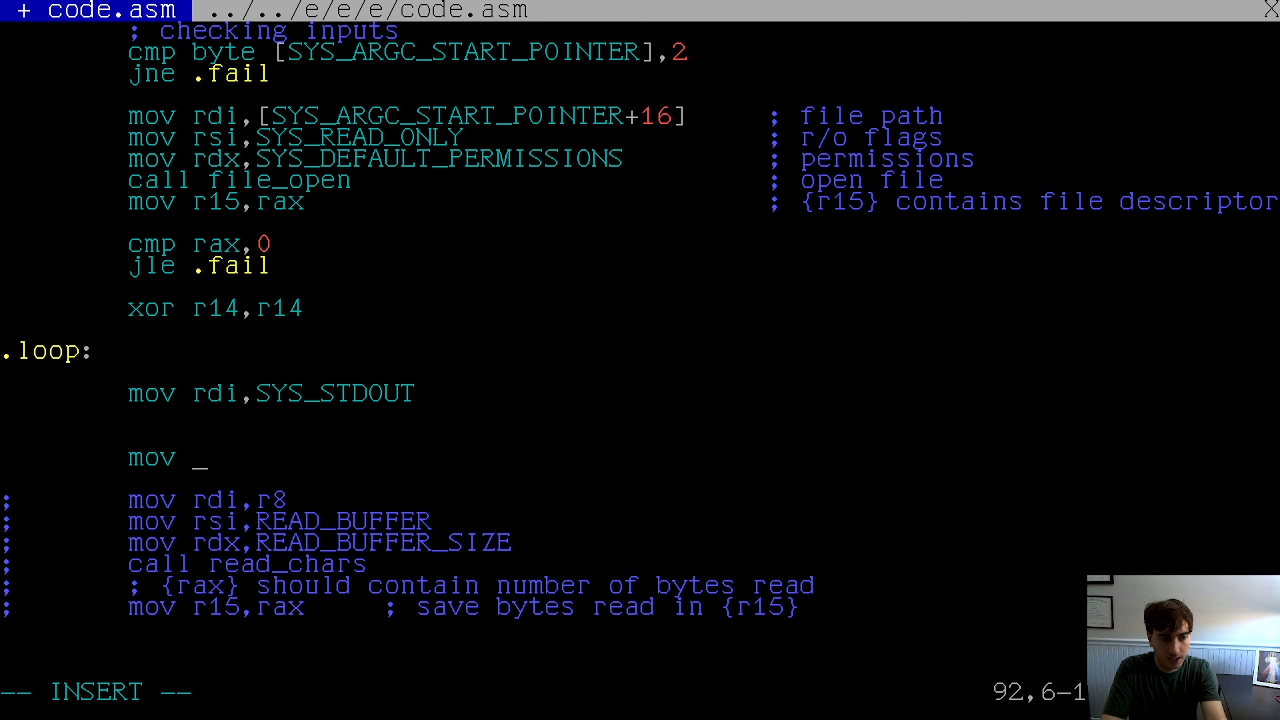 + code.asm  ../../e/e/e/code.asm X
; checking inputs
cmp byte [SYS_ARGC_START_POINTER],2
jne .fail
mov rdi,[SYS_ARGC_START_POINTER+16] ; file path
mov rsi,SYS_READ_ONLY ; r/o flags
mov rdx,SYS_DEFAULT_PERMISSIONS ; permissions
call file_open ; open file
mov r15,rax ; {r15} contains file descriptor
cmp rax,0
jle .fail
xor r14,r14
.loop:
mov rdi,SYS_STDOUT
mov _
; mov rdi,r8
; mov rsi,READ_BUFFER
; mov rdx,READ_BUFFER_SIZE
; call read_chars
; ; {rax} should contain number of bytes read
; mov r15,rax ; save bytes read in {r15}
-- INSERT -- 92,6-1